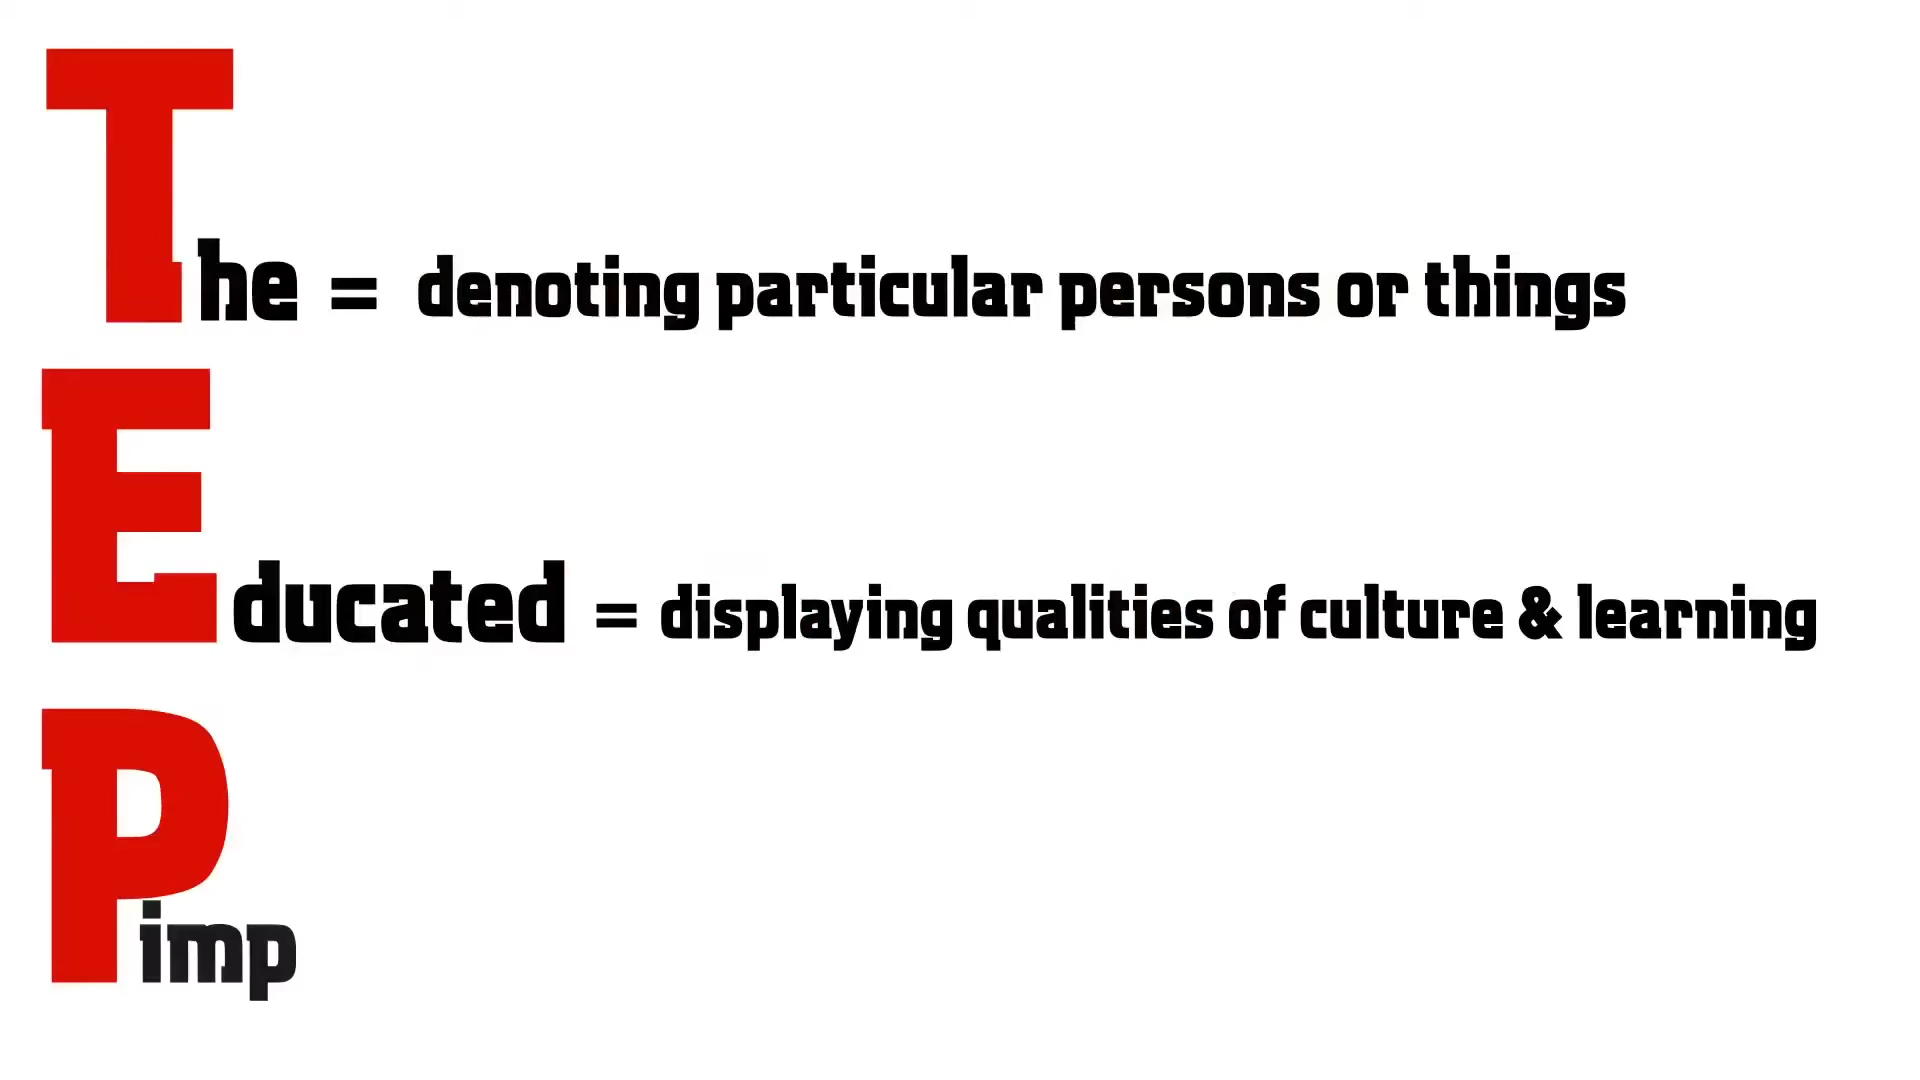 The = denoting particular persons or things
Educated = displaying qualities of culture & learning
Pimp